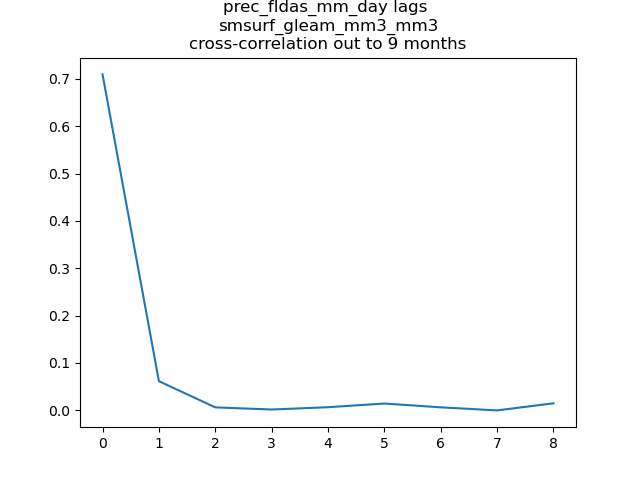 prec_fldas_mm_day lags
smsurf_gleam_mm3_mm3
cross-correlation out to 9 months
0.7
0.6
0.5
0.4
0.3
0.2
0.1
0.0
0 1 2 3 4 5 6 7 8